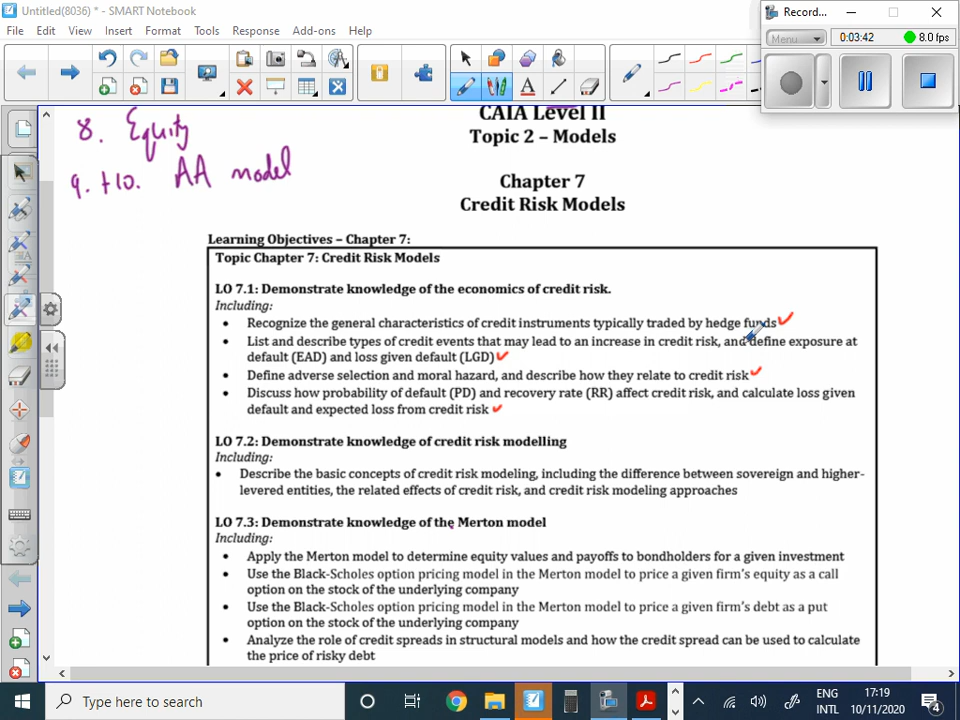 Untitled(8036) * - SMART Notebook
File Edit View Insert Format Tools Response Add-ons Help
Record...
Menu
0:03:42
8.0 fps
8. Equity
9. +10. AA model
CAIA Level II
Topic 2 – Models
Chapter 7
Credit Risk Models
Learning Objectives – Chapter 7:
Topic Chapter 7: Credit Risk Models
LO 7.1: Demonstrate knowledge of the economics of credit risk.
Including:
• Recognize the general characteristics of credit instruments typically traded by hedge funds
• List and describe types of credit events that may lead to an increase in credit risk, and define exposure at
default (EAD) and loss given default (LGD)
• Define adverse selection and moral hazard, and describe how they relate to credit risk
• Discuss how probability of default (PD) and recovery rate (RR) affect credit risk, and calculate loss given
default and expected loss from credit risk
LO 7.2: Demonstrate knowledge of credit risk modelling
Including:
• Describe the basic concepts of credit risk modeling, including the difference between sovereign and higher-
levered entities, the related effects of credit risk, and credit risk modeling approaches
LO 7.3: Demonstrate knowledge of the Merton model
Including:
• Apply the Merton model to determine equity values and payoffs to bondholders for a given investment
• Use the Black-Scholes option pricing model in the Merton model to price a given firm's equity as a call
option on the stock of the underlying company
• Use the Black-Scholes option pricing model in the Merton model to price a given firm's debt as a put
option on the stock of the underlying company
• Analyze the role of credit spreads in structural models and how the credit spread can be used to calculate
the price of risky debt
Type here to search
ENG
INTL
17:19
10/11/2020
4